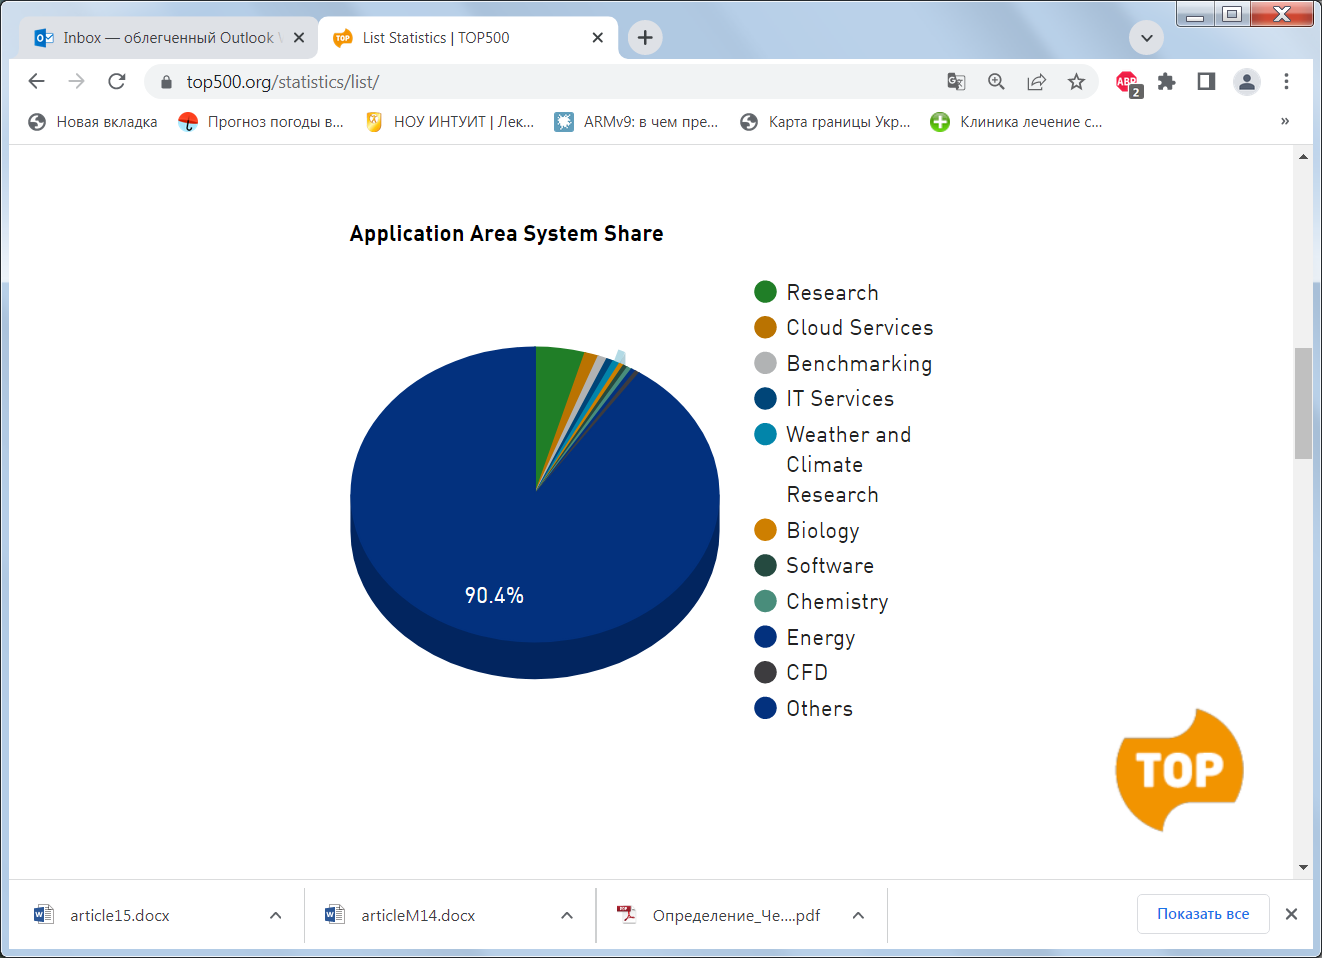 Inbox — облегченный Outlook
List Statistics | TOP500
top500.org/statistics/list/
ABP
2
Новая вкладка
Прогноз погоды в...
НОУ ИНТУИТ | Лек...
ARMv9: в чем пре...
Карта границы Укр...
Клиника лечение с...
»
Application Area System Share
90.4%
Research
Cloud Services
Benchmarking
IT Services
Weather and
Climate
Research
Biology
Software
Chemistry
Energy
CFD
Others
TOP
article15.docx
articleM14.docx
Определение_Че....pdf
Показать все